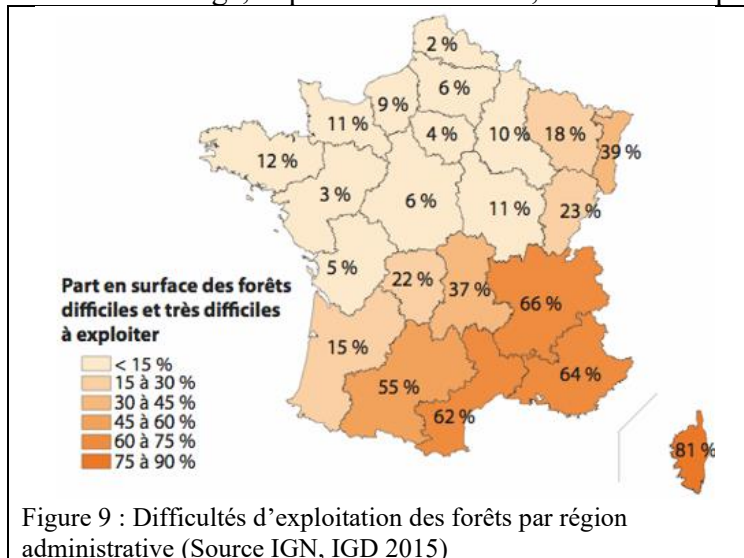 2 %
6 %
9 %
11 %
4 %
10 %
18 %
39 %
12 %
3 %
6 %
11 %
23 %
5 %
22 %
37 %
66 %
15 %
55 %
62 %
64 %
81 %
Part en surface des forêts
difficiles et très difficiles
à exploiter
< 15 %
15 à 30 %
30 à 45 %
45 à 60 %
60 à 75 %
75 à 90 %
Figure 9 : Difficultés d’exploitation des forêts par région
administrative (Source IGN, IGD 2015)